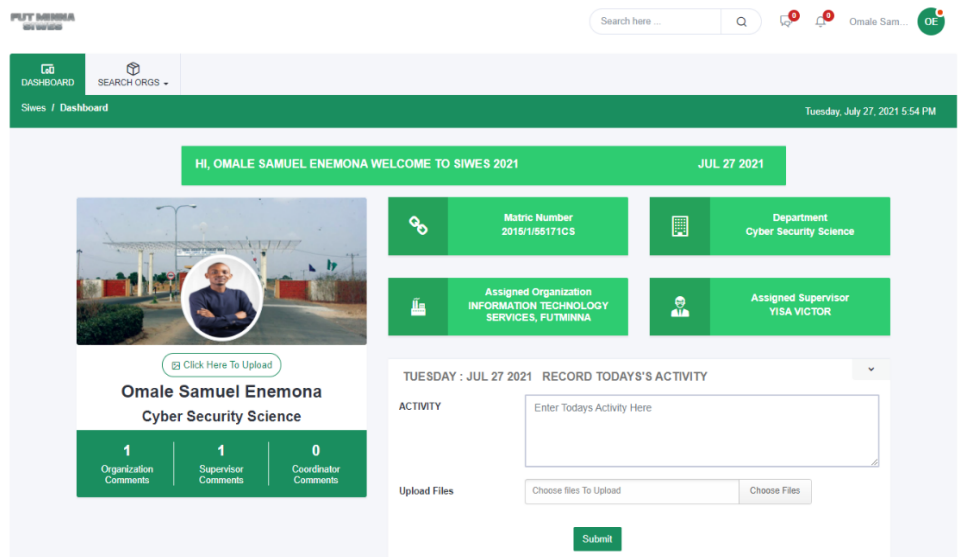 FUT MINNA
SIWES
Search here ...
0
0
Omale Sam...
OE
DASHBOARD
SEARCH ORGS
Siwes / Dashboard
Tuesday, July 27, 2021 5:54 PM
HI, OMALE SAMUEL ENEMONA WELCOME TO SIWES 2021
JUL 27 2021
Matric Number
2015/1/55171CS
Department
Cyber Security Science
Assigned Organization
INFORMATION TECHNOLOGY
SERVICES, FUTMINNA
Assigned Supervisor
YISA VICTOR
Click Here To Upload
Omale Samuel Enemona
Cyber Security Science
1
Organization
Comments
1
Supervisor
Comments
0
Coordinator
Comments
TUESDAY : JUL 27 2021 RECORD TODAYS'S ACTIVITY
ACTIVITY
Enter Todays Activity Here
Upload Files
Choose files To Upload
Choose Files
Submit